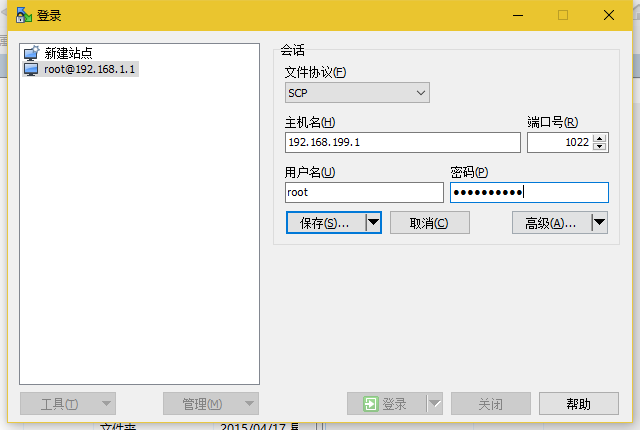 登录
新建站点
root@192.168.1.1
会话
文件协议(F)
SCP
主机名(H)
端口号(R)
192.168.199.1
1022
用户名(U)
密码(P)
root
●●●●●●●●●●
保存(S)...
取消(C)
高级(A)...
工具(T)
管理(M)
登录
关闭
帮助
文件夹
2015/04/17 星